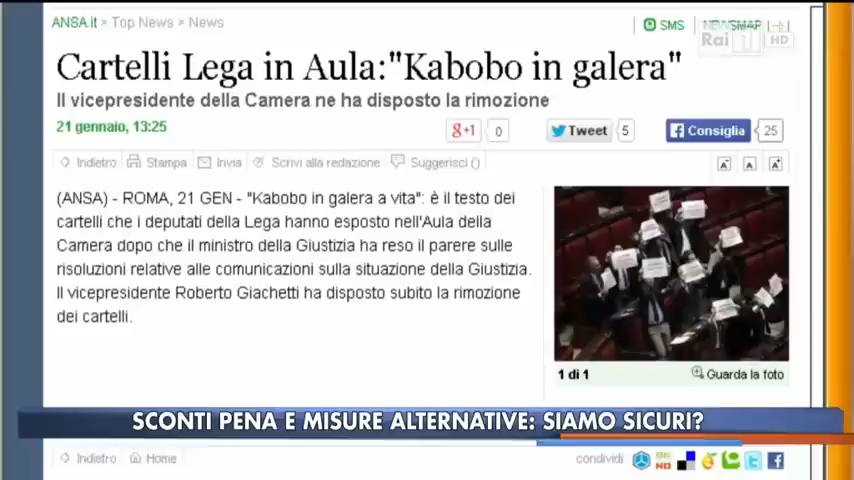 ANSA.it > Top News > News
SMS
NEWSMAP
Rai 1 HD
Cartelli Lega in Aula:"Kabobo in galera"
Il vicepresidente della Camera ne ha disposto la rimozione
21 gennaio, 13:25
g+1 0
Tweet 5
Consiglia 25
Indietro
Stampa
Invia
Scrivi alla redazione
Suggerisci ()
A- A A+
(ANSA) - ROMA, 21 GEN - "Kabobo in galera a vita": è il testo dei
cartelli che i deputati della Lega hanno esposto nell'Aula della
Camera dopo che il ministro della Giustizia ha reso il parere sulle
risoluzioni relative alle comunicazioni sulla situazione della Giustizia.
Il vicepresidente Roberto Giachetti ha disposto subito la rimozione
dei cartelli.
1 di 1
Guarda la foto
SCONTI PENA E MISURE ALTERNATIVE: SIAMO SICURI?
Indietro
Home
condividi